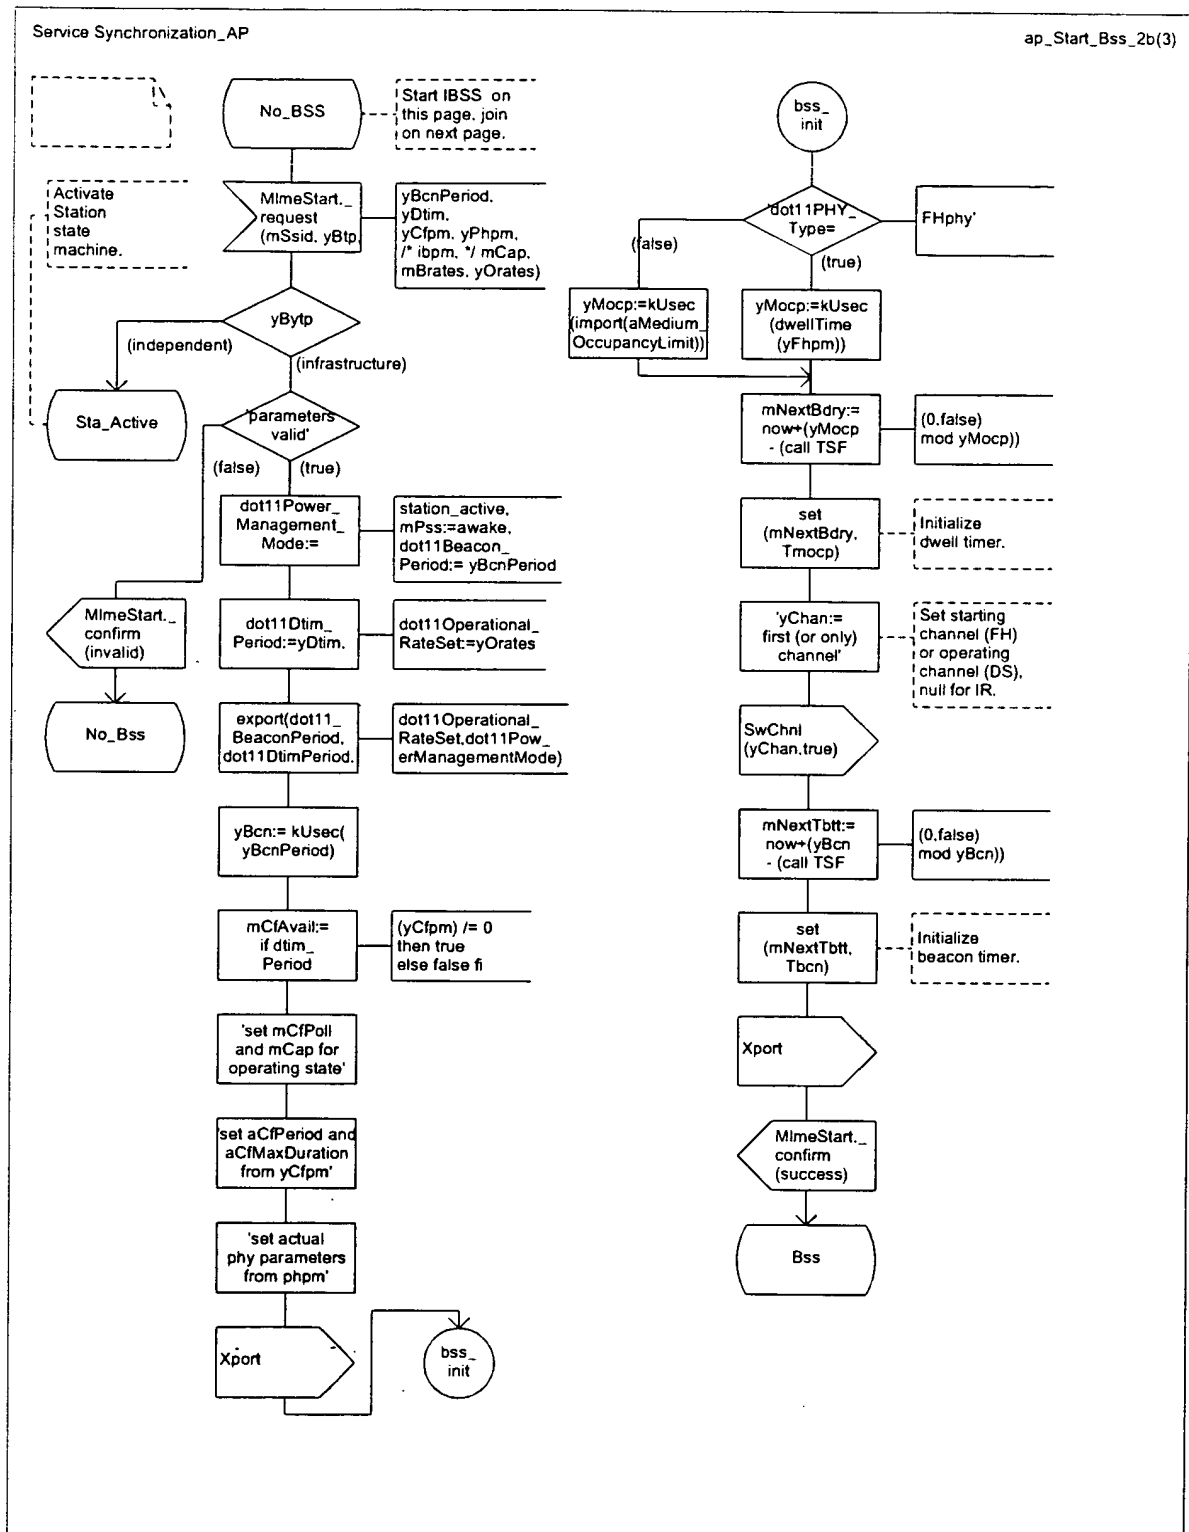 Service Synchronization_AP
ap_Start_Bss_2b(3)
No_BSS
Start IBSS on
this page, join
on next page.
Activate
Station
state
machine.
MlmeStart._
request
(mSsid, yBtp,
yBcnPeriod,
yDtim,
yCfpm, yPhpm,
/* ibpm, */ mCap,
mBrates, yOrates)
yBytp
(independent)
(infrastructure)
Sta_Active
'parameters
valid'
(false)
(true)
dot11Power_
Management_
Mode:=
station_active,
mPss:=awake,
dot11Beacon_
Period:= yBcnPeriod
MlmeStart._
confirm
(invalid)
dot11Dtim_
Period:=yDtim.
dot11Operational_
RateSet:=yOrates
No_Bss
export(dot11_
BeaconPeriod,
dot11DtimPeriod.
dot11Operational_
RateSet,dot11Pow_
erManagementMode)
yBcn:= kUsec(
yBcnPeriod)
mCfAvail:=
if dtim_
Period
(yCfpm) /= 0
then true
else false fi
'set mCfPoll
and mCap for
operating state'
'set aCfPeriod and
aCfMaxDuration
from yCfpm'
'set actual
phy parameters
from phpm'
Xport
bss_
init
bss_
init
'dot11PHY_
Type=
FHphy'
(false)
(true)
yMocp:=kUsec
(import(aMedium_
OccupancyLimit))
yMocp:=kUsec
(dwellTime
(yFhpm))
mNextBdry:=
now+(yMocp
- (call TSF
(0,false)
mod yMocp))
set
(mNextBdry,
Tmocp)
Initialize
dwell timer.
'yChan:=
first (or only)
channel'
Set starting
channel (FH)
or operating
channel (DS),
null for IR.
SwChnl
(yChan,true)
mNextTbtt:=
now+(yBcn
- (call TSF
(0,false)
mod yBcn))
set
(mNextTbtt,
Tbcn)
Initialize
beacon timer.
Xport
MlmeStart._
confirm
(success)
Bss